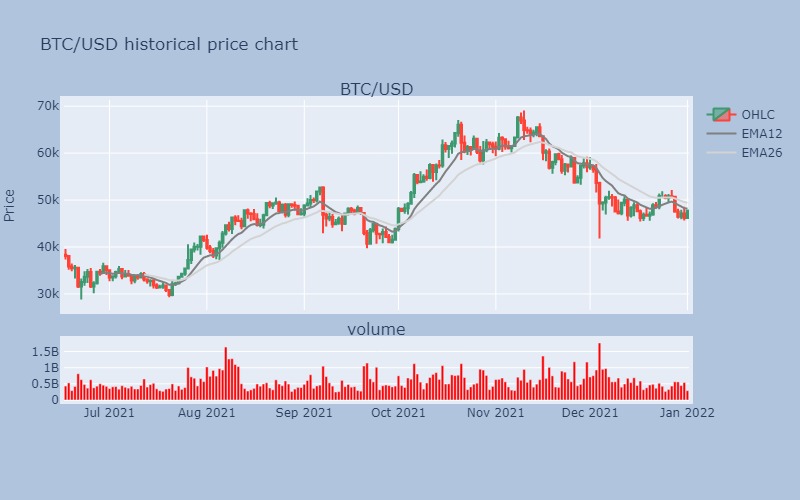 BTC/USD historical price chart
BTC/USD
70k
60k
50k
40k
30k
Price
OHLC
EMA12
EMA26
volume
1.5B
1B
0.5B
0
Jul 2021
Aug 2021
Sep 2021
Oct 2021
Nov 2021
Dec 2021
Jan 2022